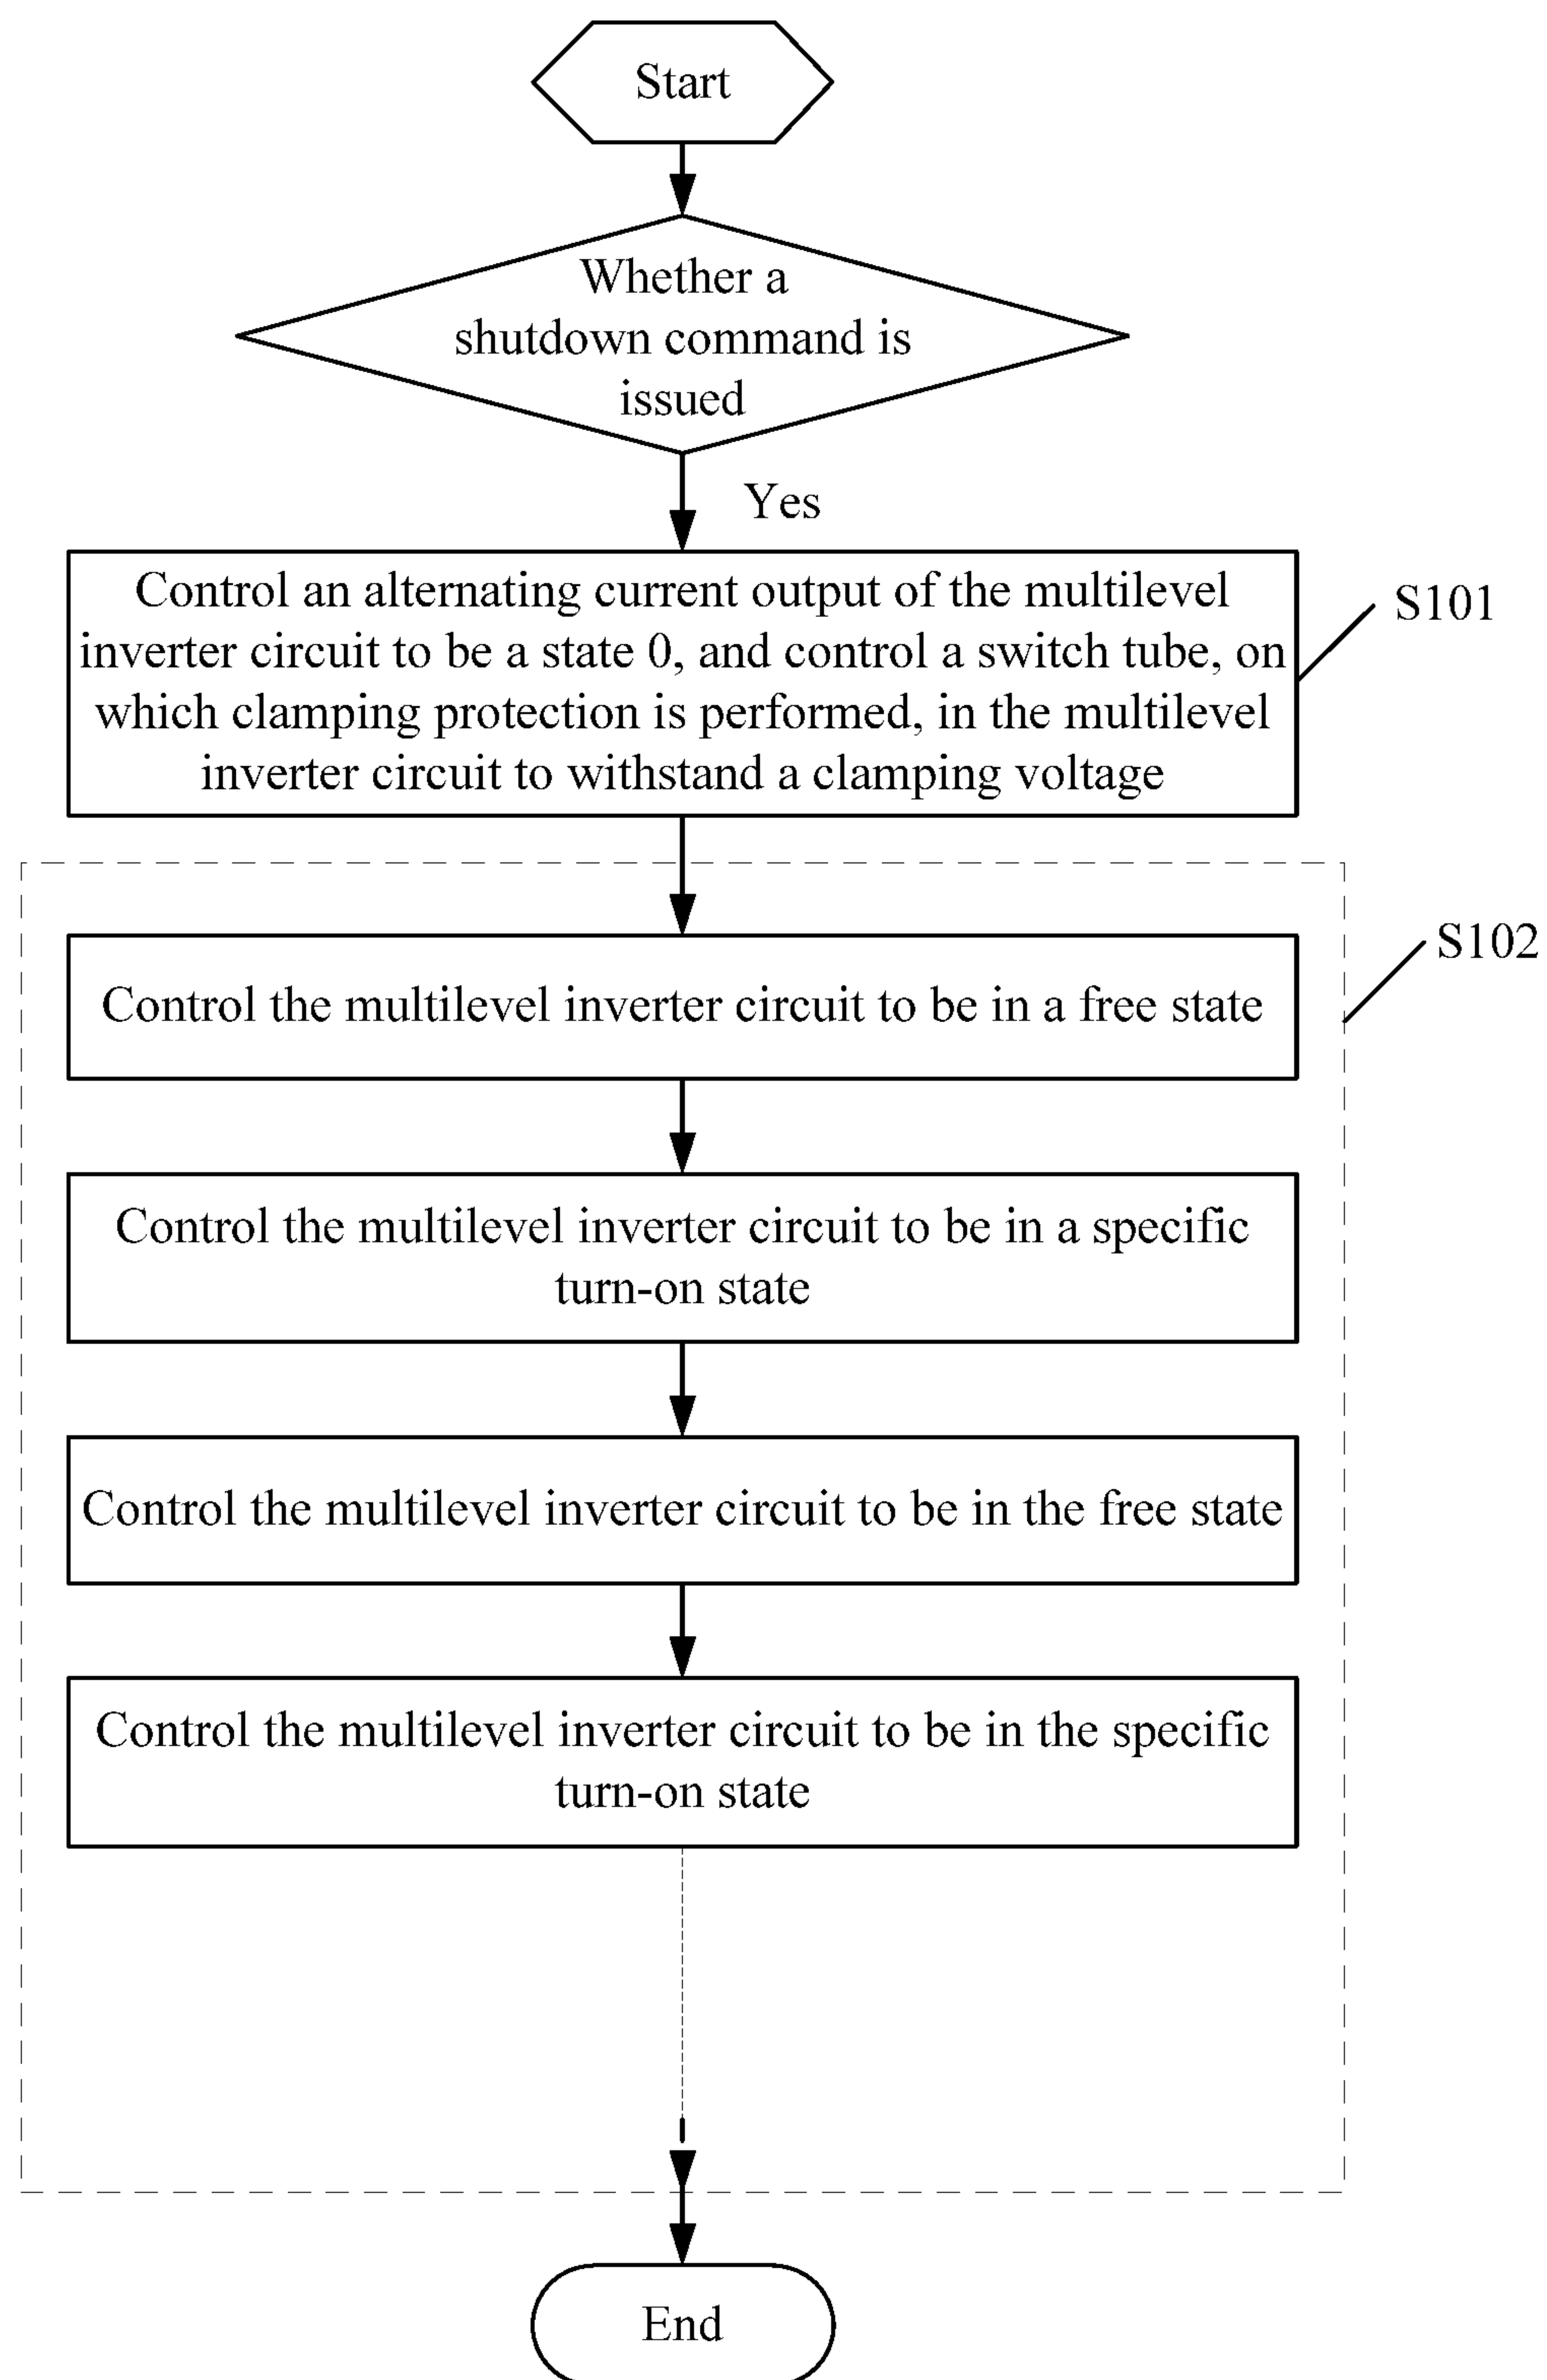 Start
Whether a
shutdown command is
issued
Yes
Control an alternating current output of the multilevel
inverter circuit to be a state 0, and control a switch tube, on
which clamping protection is performed, in the multilevel
inverter circuit to withstand a clamping voltage
S101
S102
Control the multilevel inverter circuit to be in a free state
Control the multilevel inverter circuit to be in a specific
turn-on state
Control the multilevel inverter circuit to be in the free state
Control the multilevel inverter circuit to be in the specific
turn-on state
End